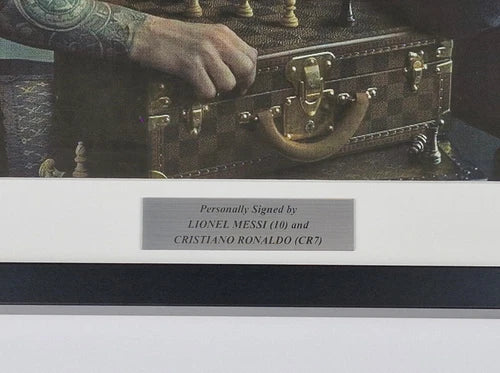 Personally Signed by
LIONEL MESSI (10) and
CRISTIANO RONALDO (CR7)